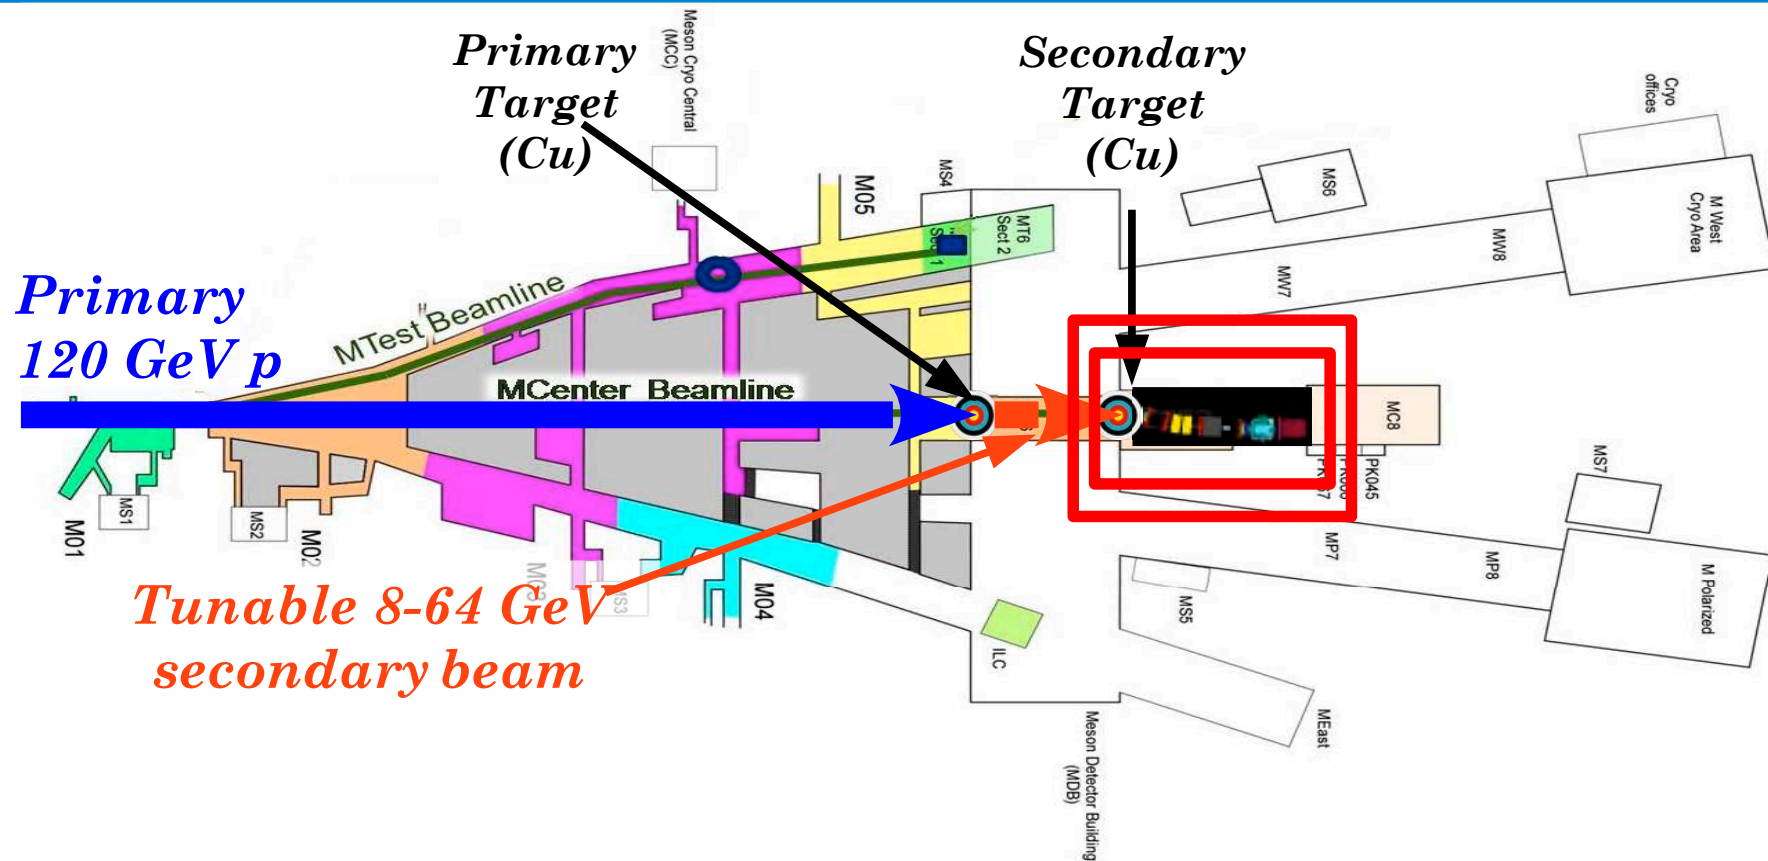 Primary
Target
(Cu)
Secondary
Target
(Cu)
Meson Cryo Central
(MCC)
Cryo
offices
M05
MS4
MS6
MT6
Sect 2
M West
Cryo Area
MW8
MW7
Primary
120 GeV p
MTest Beamline
MCenter Beamline
MC8
PK045
MS7
MS1
M01
MS2
M02
M03
MS3
M04
MP7
MP8
M Polarized
MS5
Tunable 8-64 GeV
secondary beam
ILC
MEast
Meson Detector Building
(MDB)